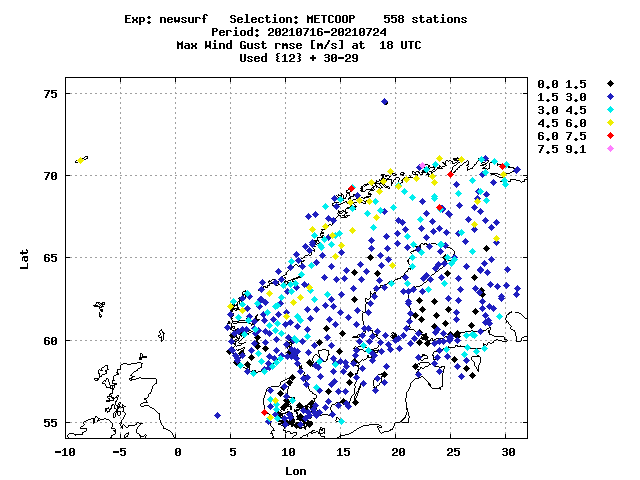 Exp: newsurf   Selection: METCOOP    558 stations
Period: 20210716-20210724
Max Wind Gust rmse [m/s] at  18 UTC
Used {12} + 30-29
0.0 1.5
1.5 3.0
3.0 4.5
4.5 6.0
6.0 7.5
7.5 9.1
75
70
65
60
55
Lat
-10 -5 0 5 10 15 20 25 30
Lon